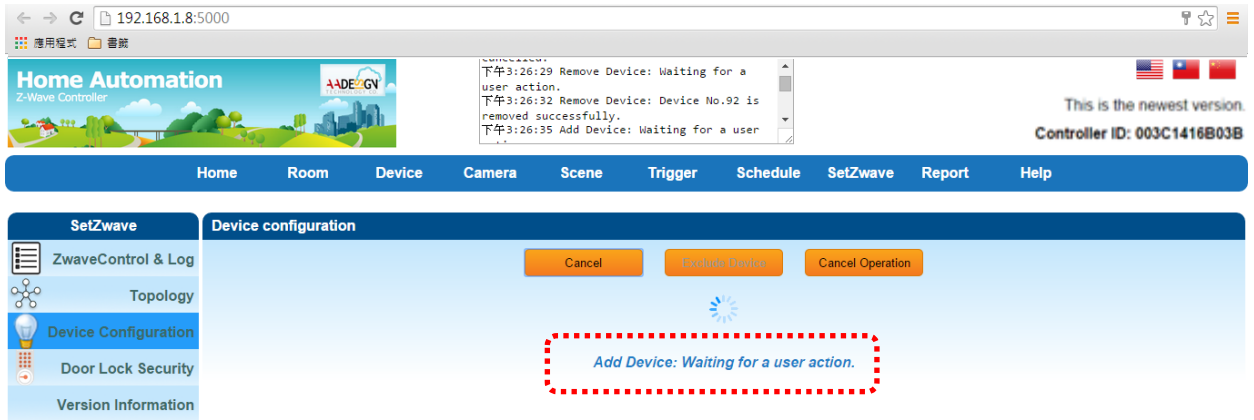 192.168.1.8:5000
應用程式 書籤
Home Automation
Z-Wave Controller
cancelled.
下午3:26:29 Remove Device: Waiting for a
user action.
下午3:26:32 Remove Device: Device No.92 is
removed successfully.
下午3:26:35 Add Device: Waiting for a user
This is the newest version.
Controller ID: 003C1416B03B
Home Room Device Camera Scene Trigger Schedule SetZwave Report Help
SetZwave
Device configuration
ZwaveControl & Log
Topology
Device Configuration
Door Lock Security
Version Information
Cancel Exclude Device Cancel Operation
Add Device: Waiting for a user action.